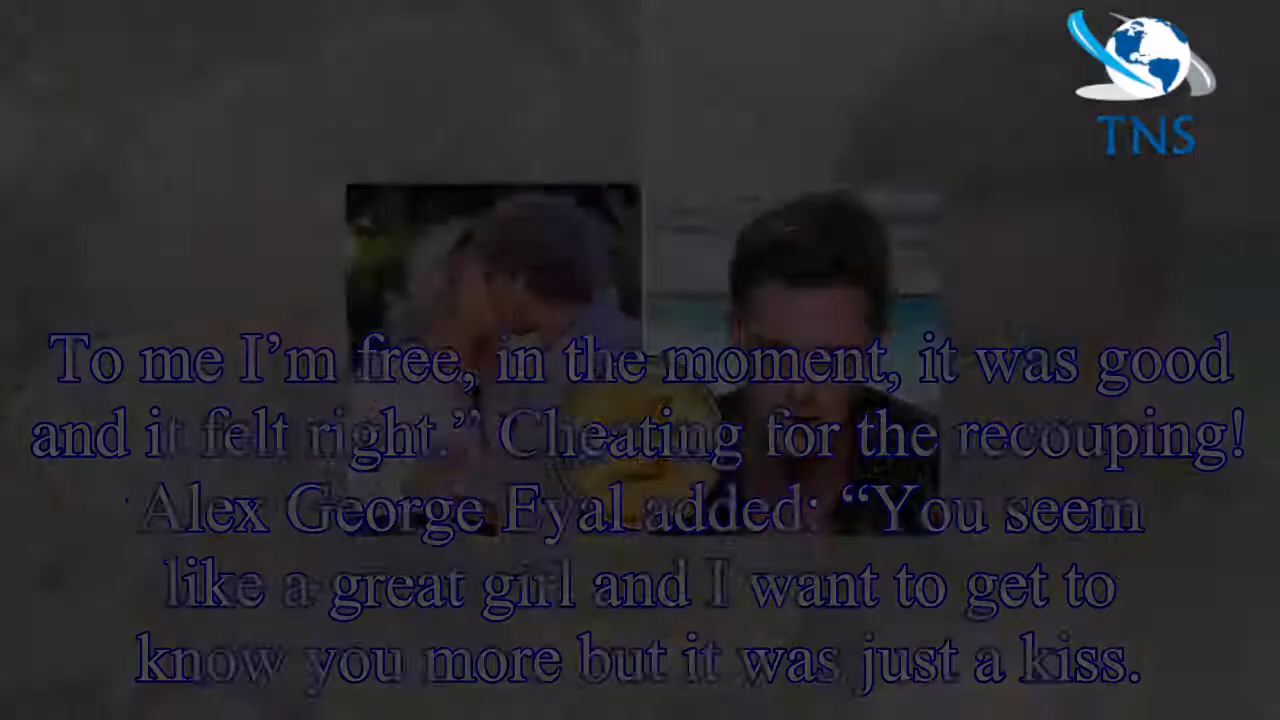 TNS
To me I’m free, in the moment, it was good
and it felt right.” Cheating for the recouping!
Alex George Eyal added: “You seem
like a great girl and I want to get to
know you more but it was just a kiss.